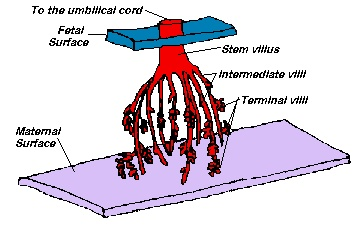 To the umbilical cord
Fetal
Surface
Stem villus
Intermediate villi
Terminal villi
Maternal
Surface